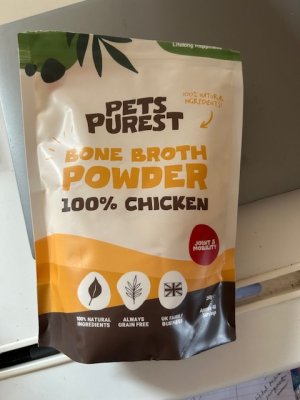 Lifelong Happiness
PETS
PUREST
100% NATURAL
INGREDIENTS!
BONE BROTH
POWDER
100% CHICKEN
JOINT &
MOBILITY
100% NATURAL
INGREDIENTS
ALWAYS
GRAIN FREE
UK FAMILY
BUSINESS